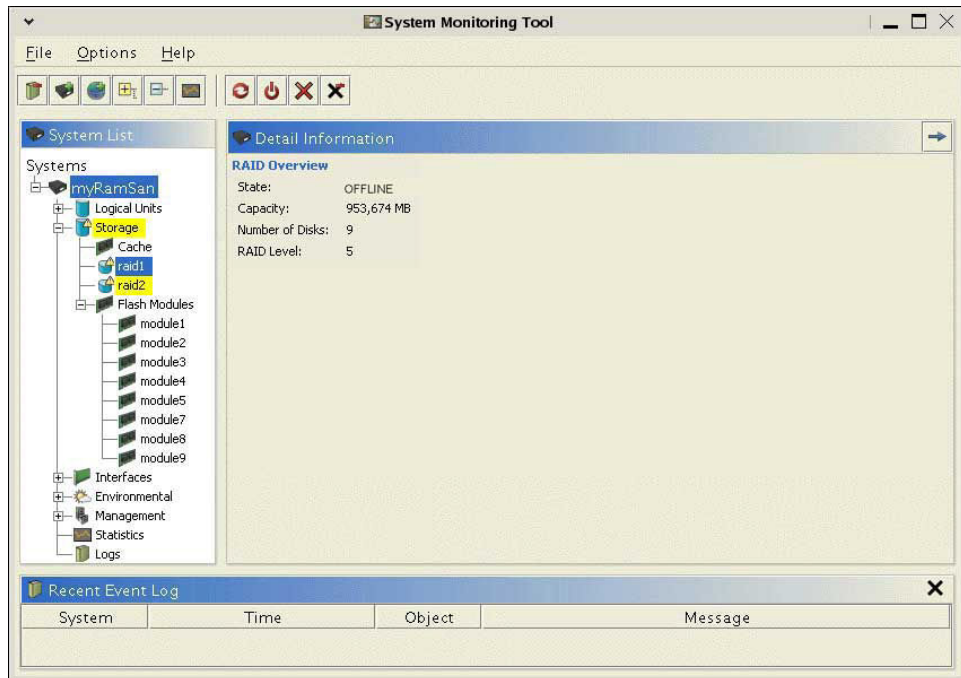 System Monitoring Tool
File Options Help
System List
Systems
myRamSan
Logical Units
Storage
Cache
raid1
raid2
Flash Modules
module1
module2
module3
module4
module5
module7
module8
module9
Interfaces
Environmental
Management
Statistics
Logs
Detail Information
RAID Overview
State: OFFLINE
Capacity: 953,674 MB
Number of Disks: 9
RAID Level: 5
Recent Event Log
System Time Object Message